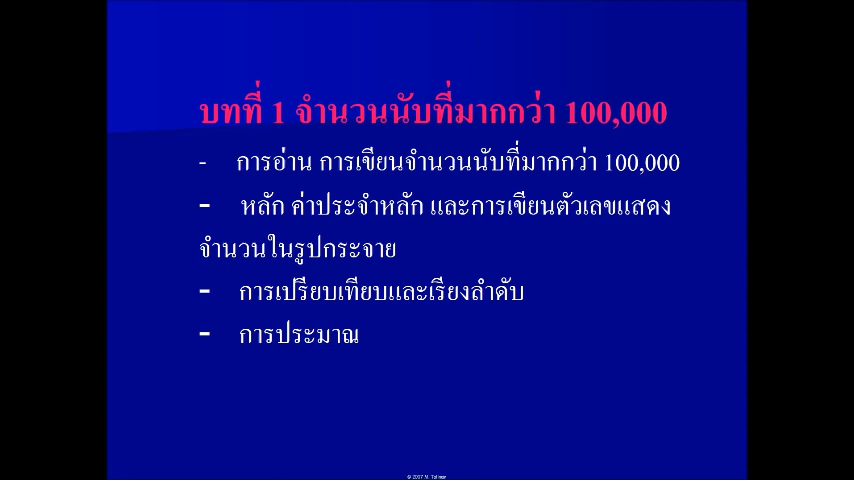 บทที่ 1 จำนวนนับที่มากกว่า 100,000
- การอ่าน การเขียนจำนวนนับที่มากกว่า 100,000
- หลัก ค่าประจำหลัก และการเขียนตัวเลขแสดง
จำนวนในรูปกระจาย
- การเปรียบเทียบและเรียงลำดับ
- การประมาณ